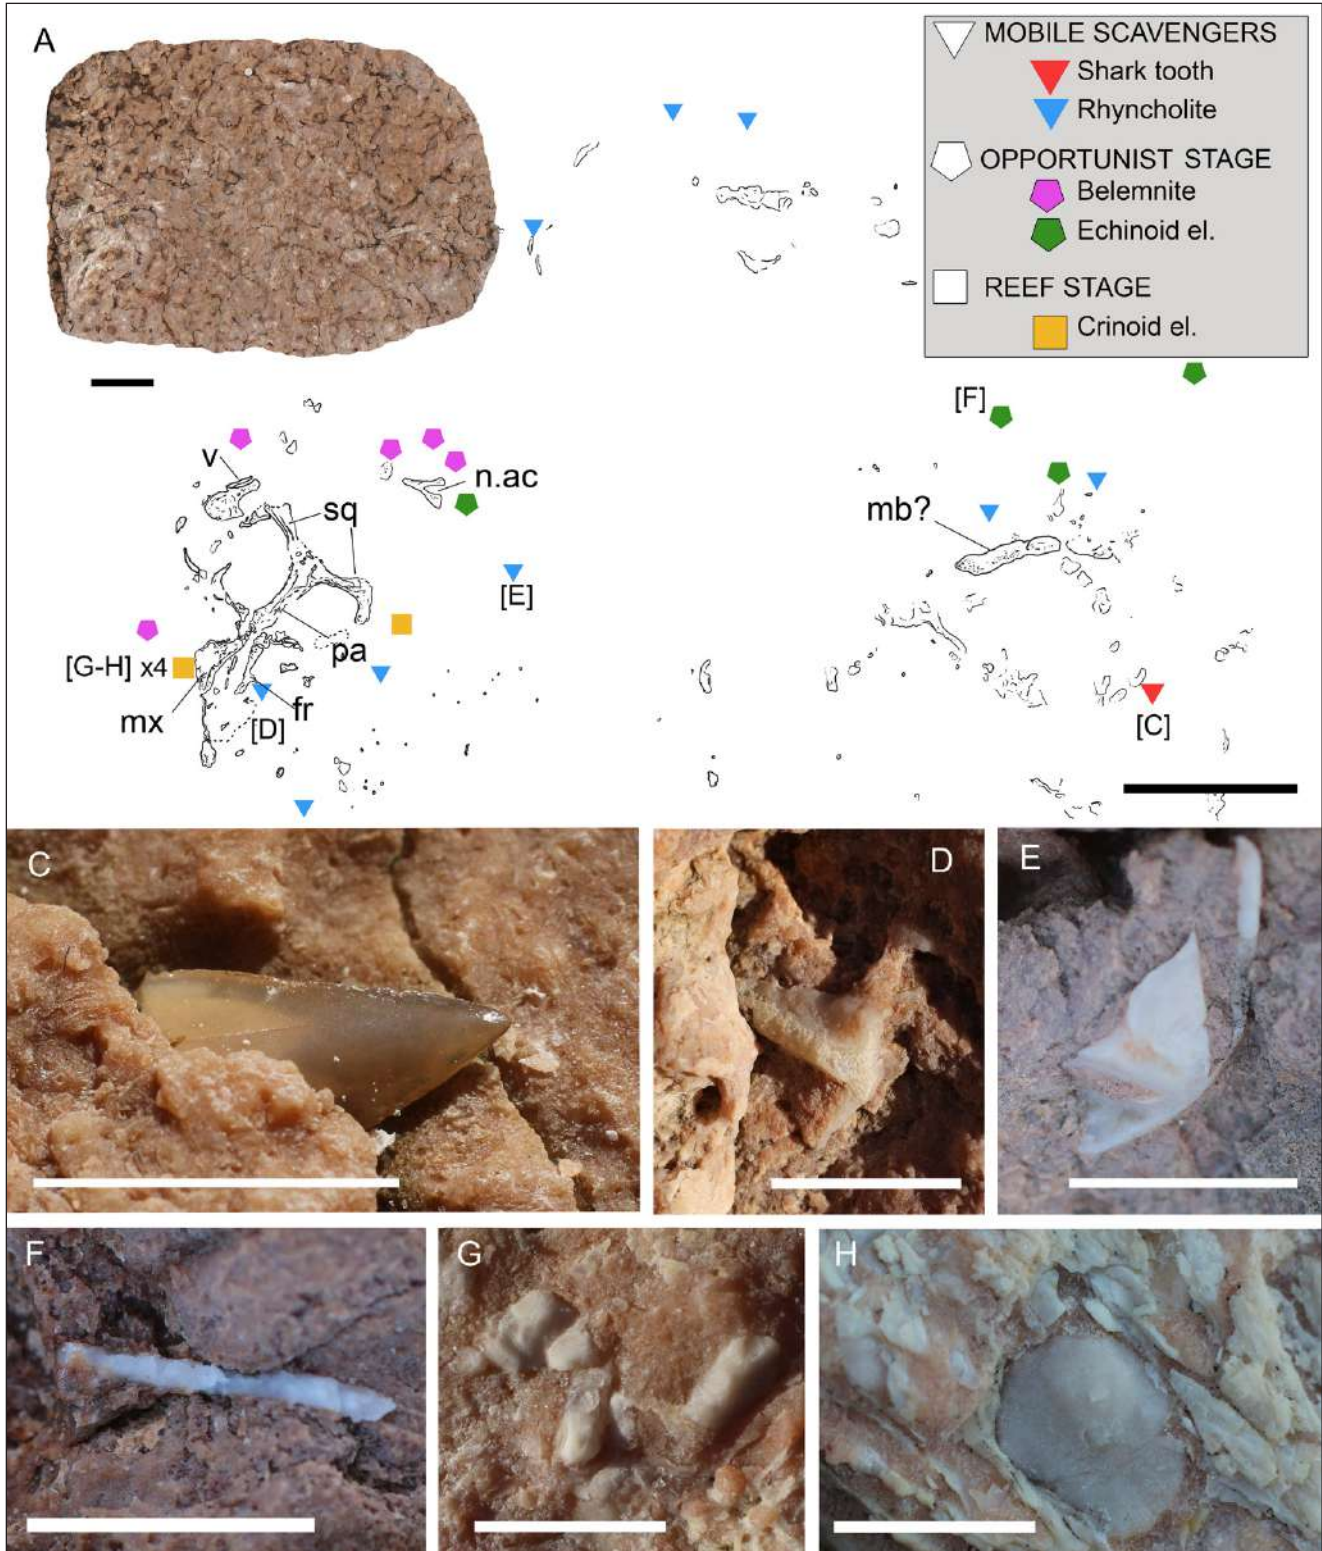 A
MOBILE SCAVENGERS
Shark tooth
Rhyncholite
OPPORTUNIST STAGE
Belemnite
Echinoid el.
REEF STAGE
Crinoid el.
[F]
v
n.ac
sq
mb?
[E]
pa
[G-H] x4
mx
[D]
fr
[C]
C
D
E
F
G
H